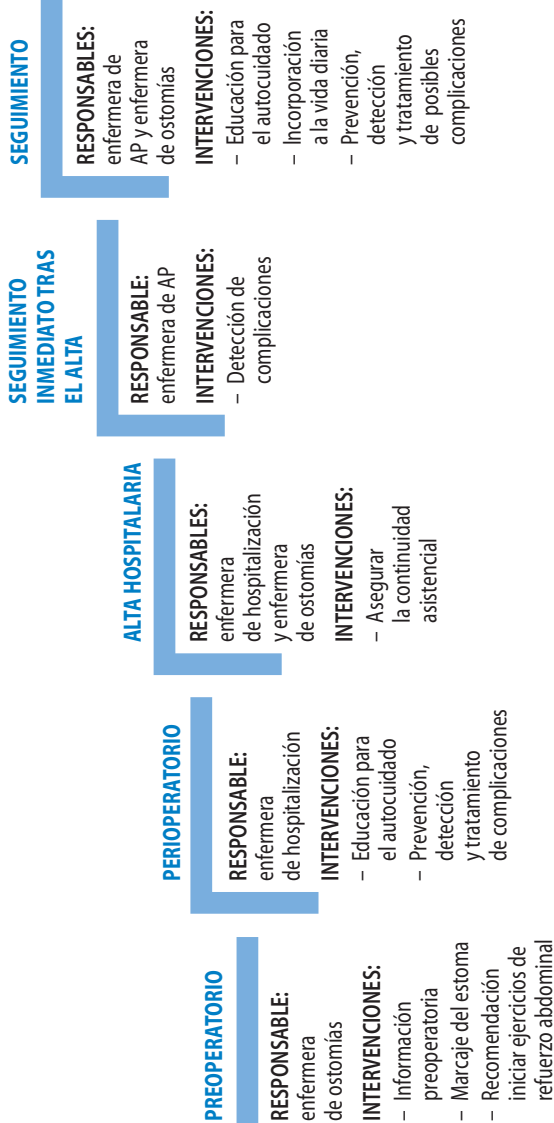 PREOPERATORIO
RESPONSABLE:
enfermera
de ostomías
INTERVENCIONES:
– Información
preoperatoria
– Marcaje del estoma
– Recomendación
iniciar ejercicios de
refuerzo abdominal
PERIOPERATORIO
RESPONSABLE:
enfermera
de hospitalización
INTERVENCIONES:
– Educación para
el autocuidado
– Prevención,
detección
y tratamiento
de complicaciones
ALTA HOSPITALARIA
RESPONSABLES:
enfermera
de hospitalización
y enfermera
de ostomías
INTERVENCIONES:
– Asegurar
la continuidad
asistencial
SEGUIMIENTO
INMEDIATO TRAS
EL ALTA
RESPONSABLE:
enfermera de AP
INTERVENCIONES:
– Detección de
complicaciones
SEGUIMIENTO
RESPONSABLES:
enfermera de
AP y enfermera
de ostomías
INTERVENCIONES:
– Educación para
el autocuidado
– Incorporación
a la vida diaria
– Prevención,
detección
y tratamiento
de posibles
complicaciones